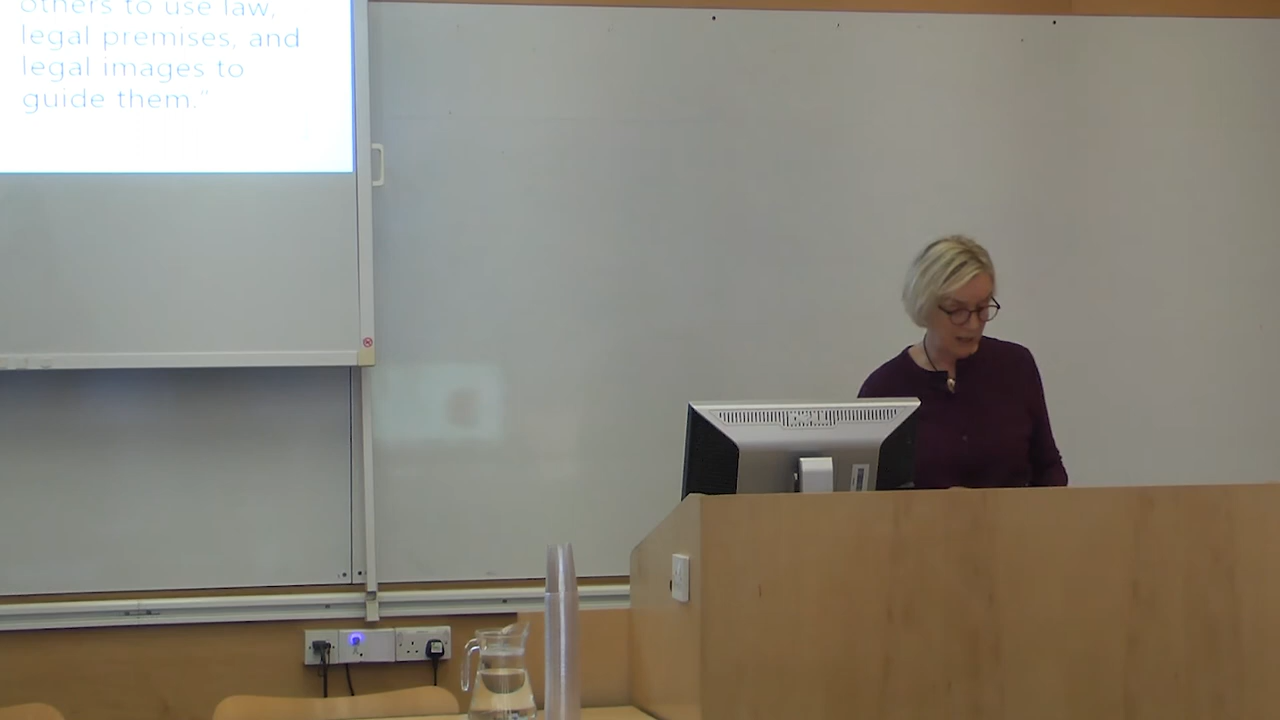 others to use law,
legal premises, and
legal images to
guide them."